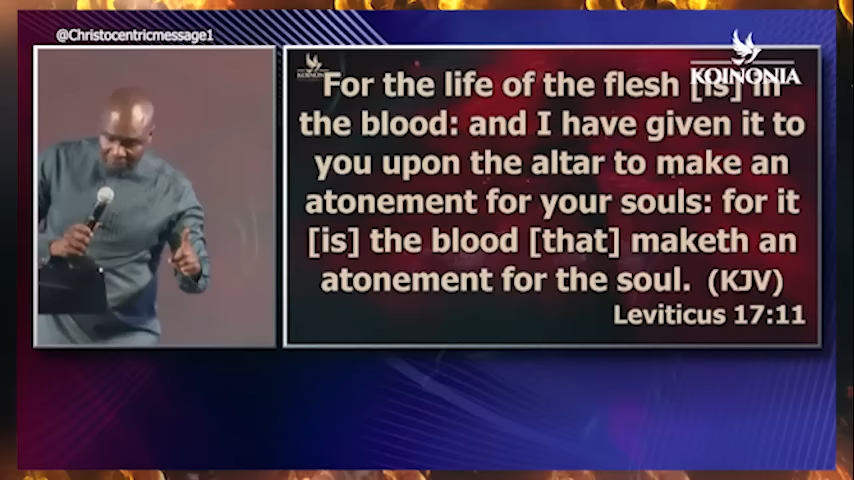 @Christocentricmessage1
KOINONIA
For the life of the flesh [is] in
the blood: and I have given it to
you upon the altar to make an
atonement for your souls: for it
[is] the blood [that] maketh an
atonement for the soul. (KJV)
Leviticus 17:11